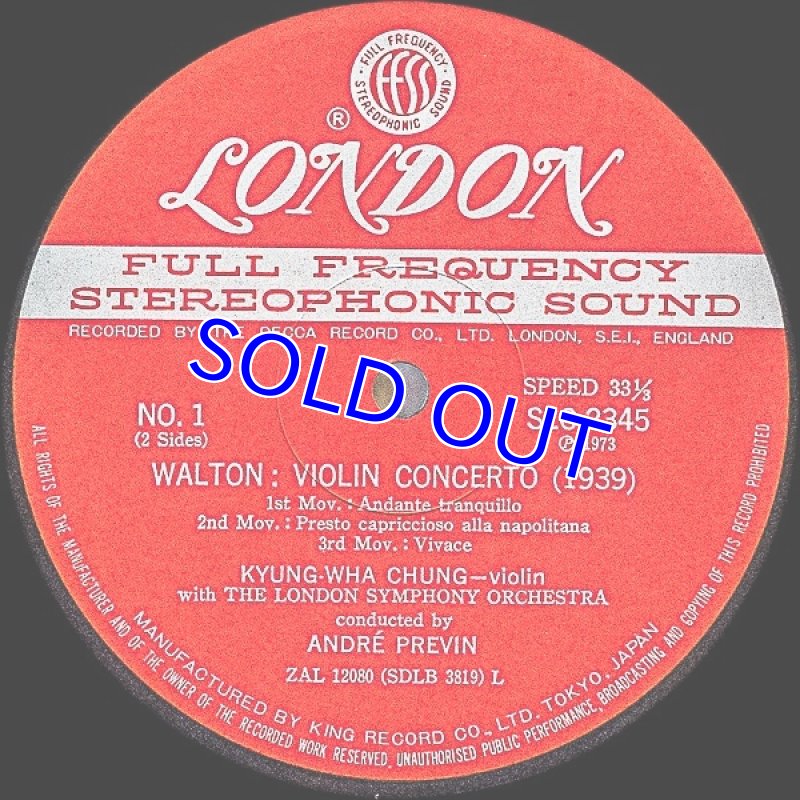 FULL FREQUENCY
ffss
STEREOPHONIC SOUND
®
LONDON
FULL FREQUENCY
STEREOPHONIC SOUND
RECORDED BY THE DECCA RECORD CO., LTD. LONDON, S.E.I., ENGLAND
SOLD OUT
SPEED 33⅓
NO. 1
2345
(2 Sides)
℗ 1973
WALTON : VIOLIN CONCERTO (1939)
1st Mov. : Andante tranquillo
2nd Mov. : Presto capriccioso alla napolitana
3rd Mov. : Vivace
KYUNG-WHA CHUNG—violin
with THE LONDON SYMPHONY ORCHESTRA
conducted by
ANDRÉ PREVIN
ZAL 12080 (SDLB 3819) L
MANUFACTURED BY KING RECORD CO., LTD. TOKYO, JAPAN
ALL RIGHTS OF THE MANUFACTURER AND OF THE OWNER OF THE RECORDED WORK RESERVED. UNAUTHORISED PUBLIC PERFORMANCE, BROADCASTING AND COPYING OF THIS RECORD PROHIBITED